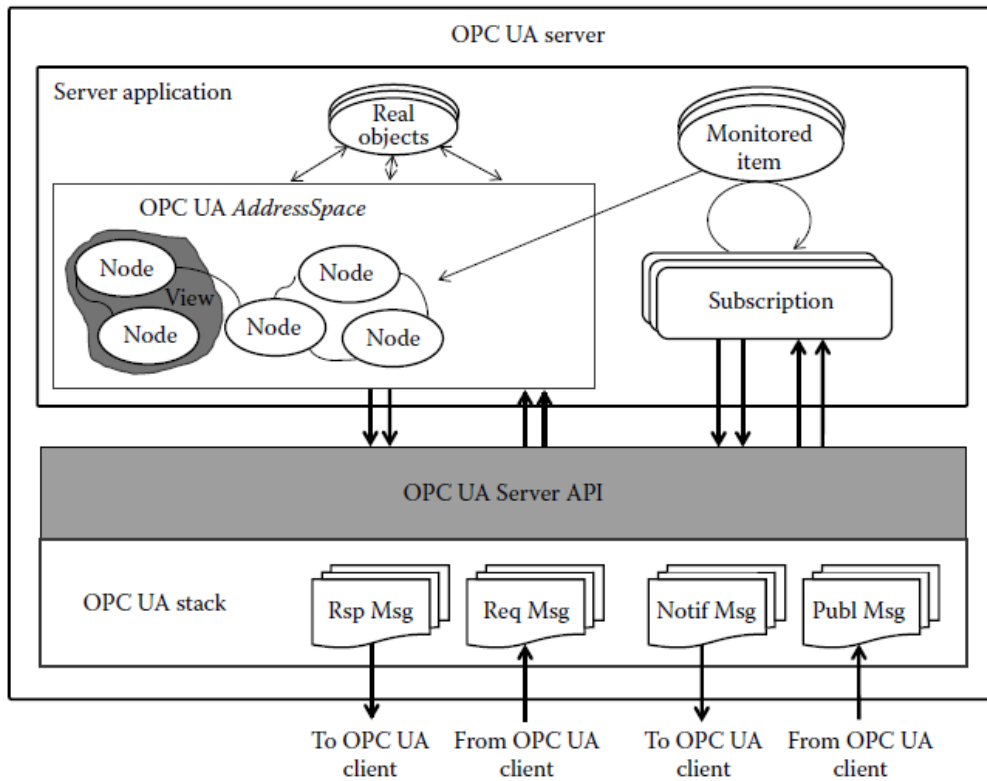 OPC UA server
Server application
Real
objects
Monitored
item
OPC UA AddressSpace
Node
View
Node
Node
Node
Node
Subscription
OPC UA Server API
OPC UA stack
Rsp Msg
Req Msg
Notif Msg
Publ Msg
To OPC UA
client
From OPC UA
client
To OPC UA
client
From OPC UA
client